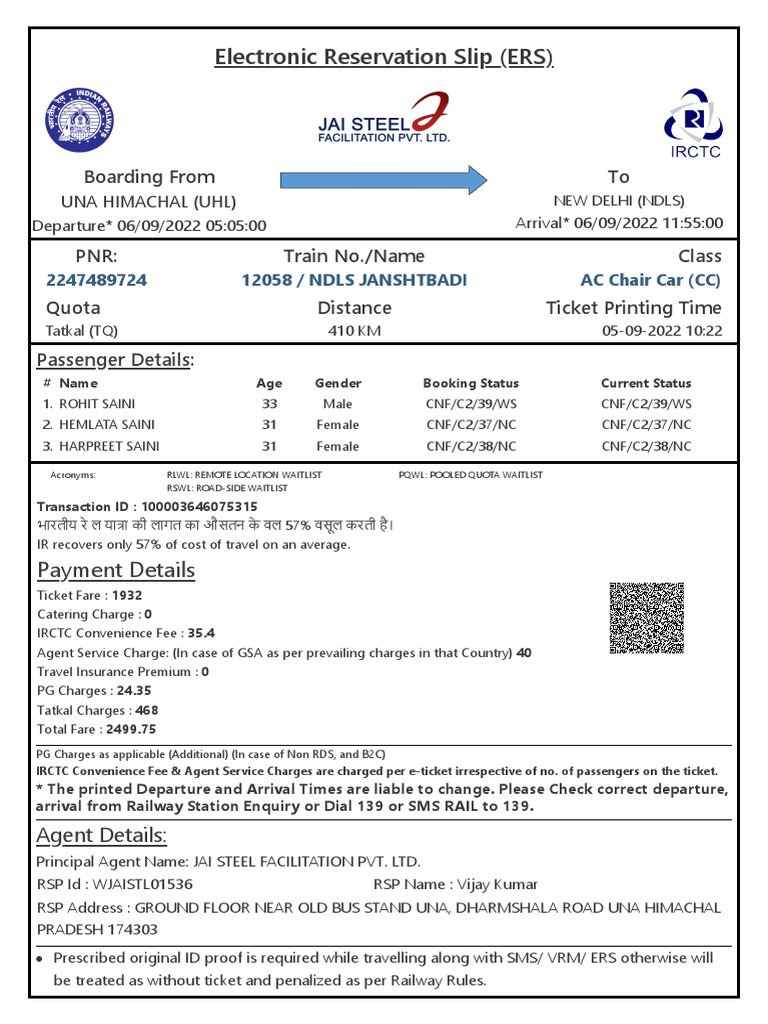 Electronic Reservation Slip (ERS)
भारतीय रेल INDIAN RAILWAYS
JAI STEEL
FACILITATION PVT. LTD.
IRCTC
Boarding From
To
UNA HIMACHAL (UHL)
NEW DELHI (NDLS)
Departure* 06/09/2022 05:05:00
Arrival* 06/09/2022 11:55:00
PNR: Train No./Name Class
2247489724 12058 / NDLS JANSHTBADI AC Chair Car (CC)
Quota Distance Ticket Printing Time
Tatkal (TQ) 410 KM 05-09-2022 10:22
Passenger Details:
# Name Age Gender Booking Status Current Status
1. ROHIT SAINI 33 Male CNF/C2/39/WS CNF/C2/39/WS
2. HEMLATA SAINI 31 Female CNF/C2/37/NC CNF/C2/37/NC
3. HARPREET SAINI 31 Female CNF/C2/38/NC CNF/C2/38/NC
Acronyms: RLWL: REMOTE LOCATION WAITLIST PQWL: POOLED QUOTA WAITLIST
RSWL: ROAD-SIDE WAITLIST
Transaction ID : 100003646075315
भारतीय रे ल यात्रा की लागत का औसतन के वल 57% वसूल करती है।
IR recovers only 57% of cost of travel on an average.
Payment Details
Ticket Fare : 1932
Catering Charge : 0
IRCTC Convenience Fee : 35.4
Agent Service Charge: (In case of GSA as per prevailing charges in that Country) 40
Travel Insurance Premium : 0
PG Charges : 24.35
Tatkal Charges : 468
Total Fare : 2499.75
PG Charges as applicable (Additional) (In case of Non RDS, and B2C)
IRCTC Convenience Fee & Agent Service Charges are charged per e-ticket irrespective of no. of passengers on the ticket.
* The printed Departure and Arrival Times are liable to change. Please Check correct departure,
arrival from Railway Station Enquiry or Dial 139 or SMS RAIL to 139.
Agent Details:
Principal Agent Name: JAI STEEL FACILITATION PVT. LTD.
RSP Id : WJAISTL01536 RSP Name : Vijay Kumar
RSP Address : GROUND FLOOR NEAR OLD BUS STAND UNA, DHARMSHALA ROAD UNA HIMACHAL
PRADESH 174303
• Prescribed original ID proof is required while travelling along with SMS/ VRM/ ERS otherwise will
be treated as without ticket and penalized as per Railway Rules.